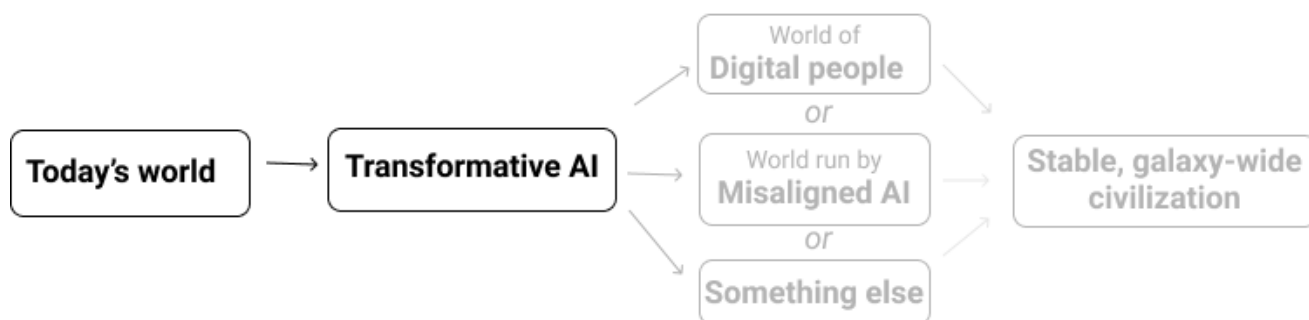 Today's world
Transformative AI
World of
Digital people
or
World run by
Misaligned AI
or
Something else
Stable, galaxy-wide
civilization